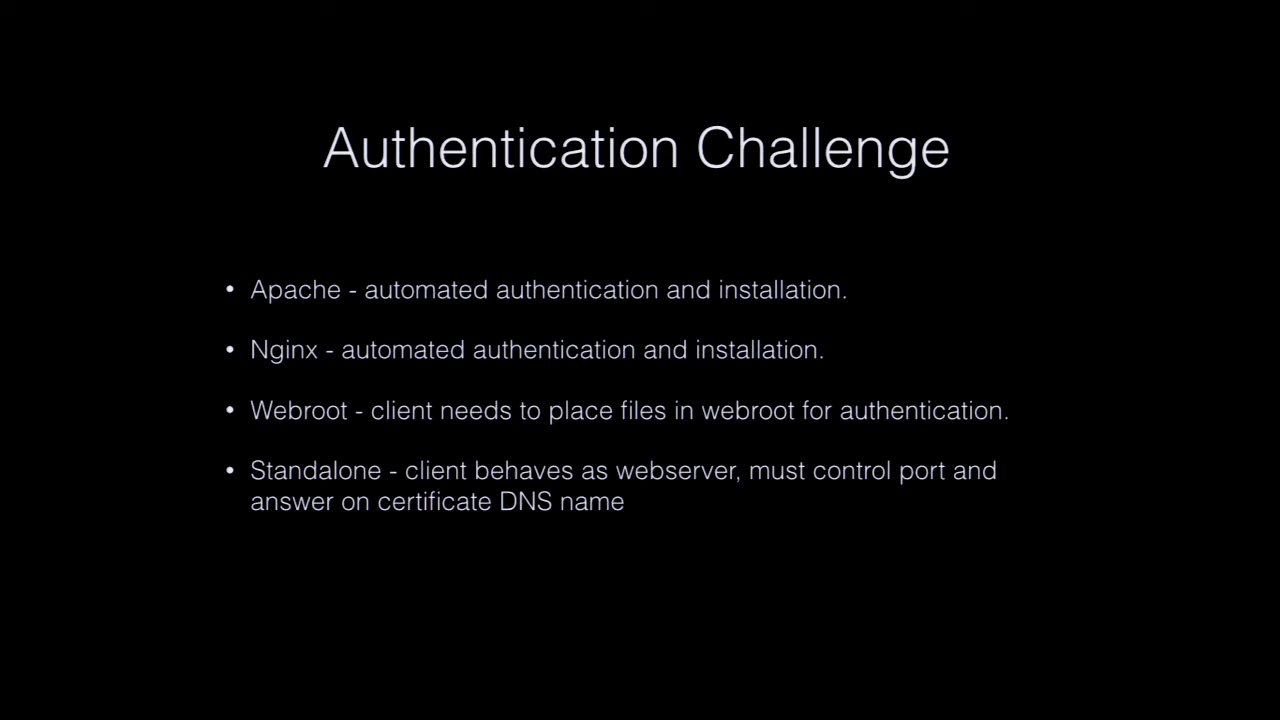 Authentication Challenge
• Apache - automated authentication and installation.
• Nginx - automated authentication and installation.
• Webroot - client needs to place files in webroot for authentication.
• Standalone - client behaves as webserver, must control port and
answer on certificate DNS name